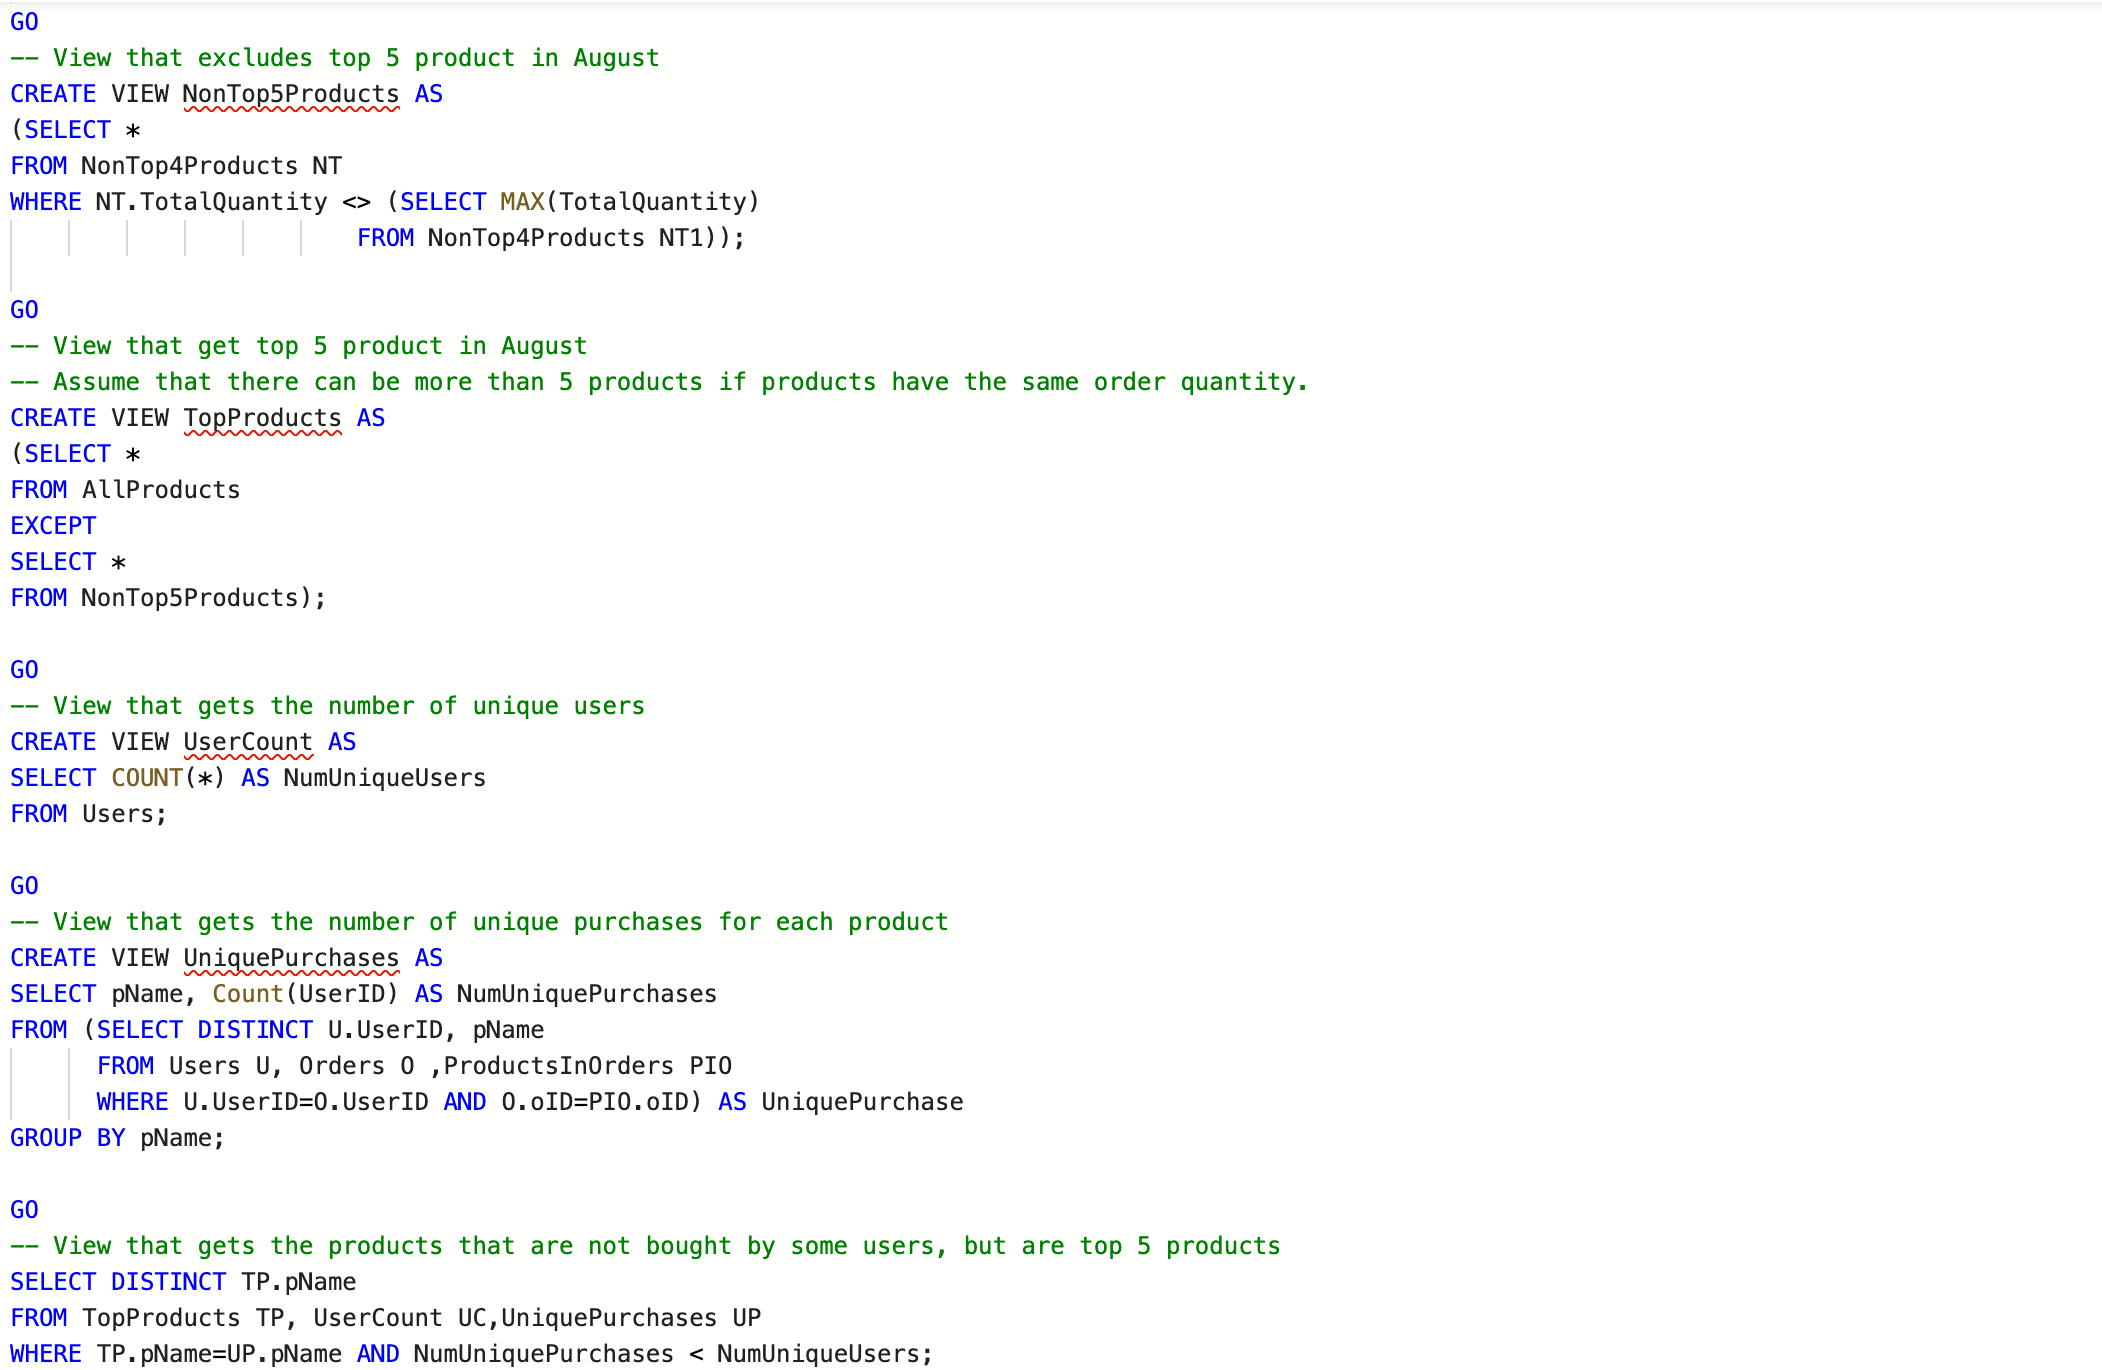 GO
-- View that excludes top 5 product in August
CREATE VIEW NonTop5Products AS
(SELECT *
FROM NonTop4Products NT
WHERE NT.TotalQuantity <> (SELECT MAX(TotalQuantity)
FROM NonTop4Products NT1));
GO
-- View that get top 5 product in August
-- Assume that there can be more than 5 products if products have the same order quantity.
CREATE VIEW TopProducts AS
(SELECT *
FROM AllProducts
EXCEPT
SELECT *
FROM NonTop5Products);
GO
-- View that gets the number of unique users
CREATE VIEW UserCount AS
SELECT COUNT(*) AS NumUniqueUsers
FROM Users;
GO
-- View that gets the number of unique purchases for each product
CREATE VIEW UniquePurchases AS
SELECT pName, Count(UserID) AS NumUniquePurchases
FROM (SELECT DISTINCT U.UserID, pName
FROM Users U, Orders O ,ProductsInOrders PIO
WHERE U.UserID=O.UserID AND O.oID=PIO.oID) AS UniquePurchase
GROUP BY pName;
GO
-- View that gets the products that are not bought by some users, but are top 5 products
SELECT DISTINCT TP.pName
FROM TopProducts TP, UserCount UC,UniquePurchases UP
WHERE TP.pName=UP.pName AND NumUniquePurchases < NumUniqueUsers;